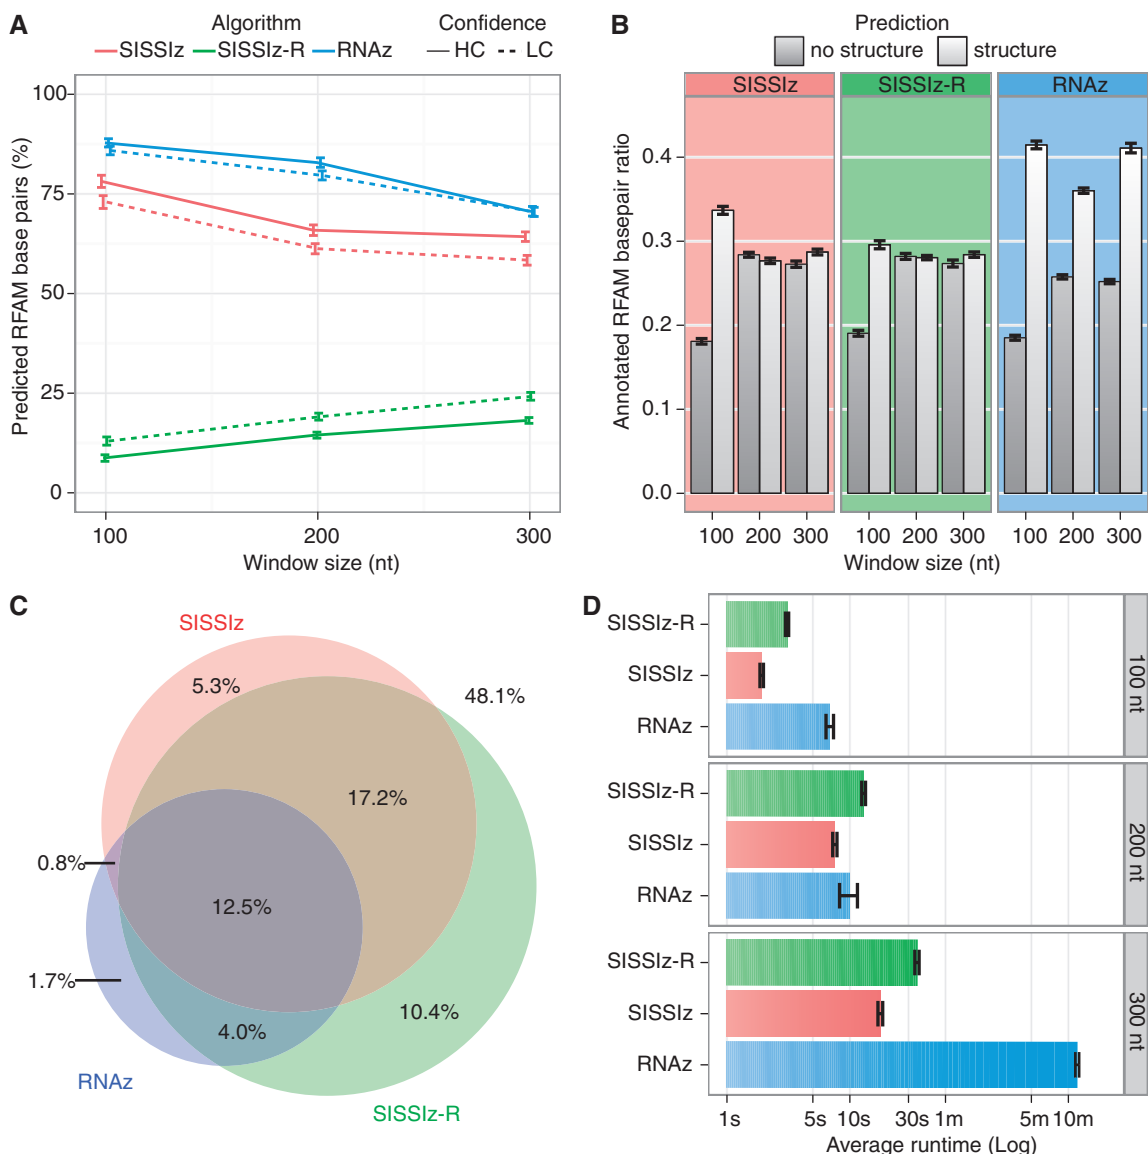 A
Algorithm Confidence
SISSIz SISSIz-R RNAz HC LC
Predicted RFAM base pairs (%)
100
75
50
25
0
100 200 300
Window size (nt)
B
Prediction
no structure structure
SISSIz SISSIz-R RNAz
Annotated RFAM basepair ratio
0.4
0.3
0.2
0.1
0.0
100 200 300 100 200 300 100 200 300
Window size (nt)
C
SISSIz
5.3%
48.1%
17.2%
0.8%
12.5%
1.7%
10.4%
4.0%
RNAz
SISSIz-R
D
SISSIz-R
SISSIz
RNAz
100 nt
SISSIz-R
SISSIz
RNAz
200 nt
SISSIz-R
SISSIz
RNAz
300 nt
1s 5s 10s 30s 1m 5m 10m
Average runtime (Log)